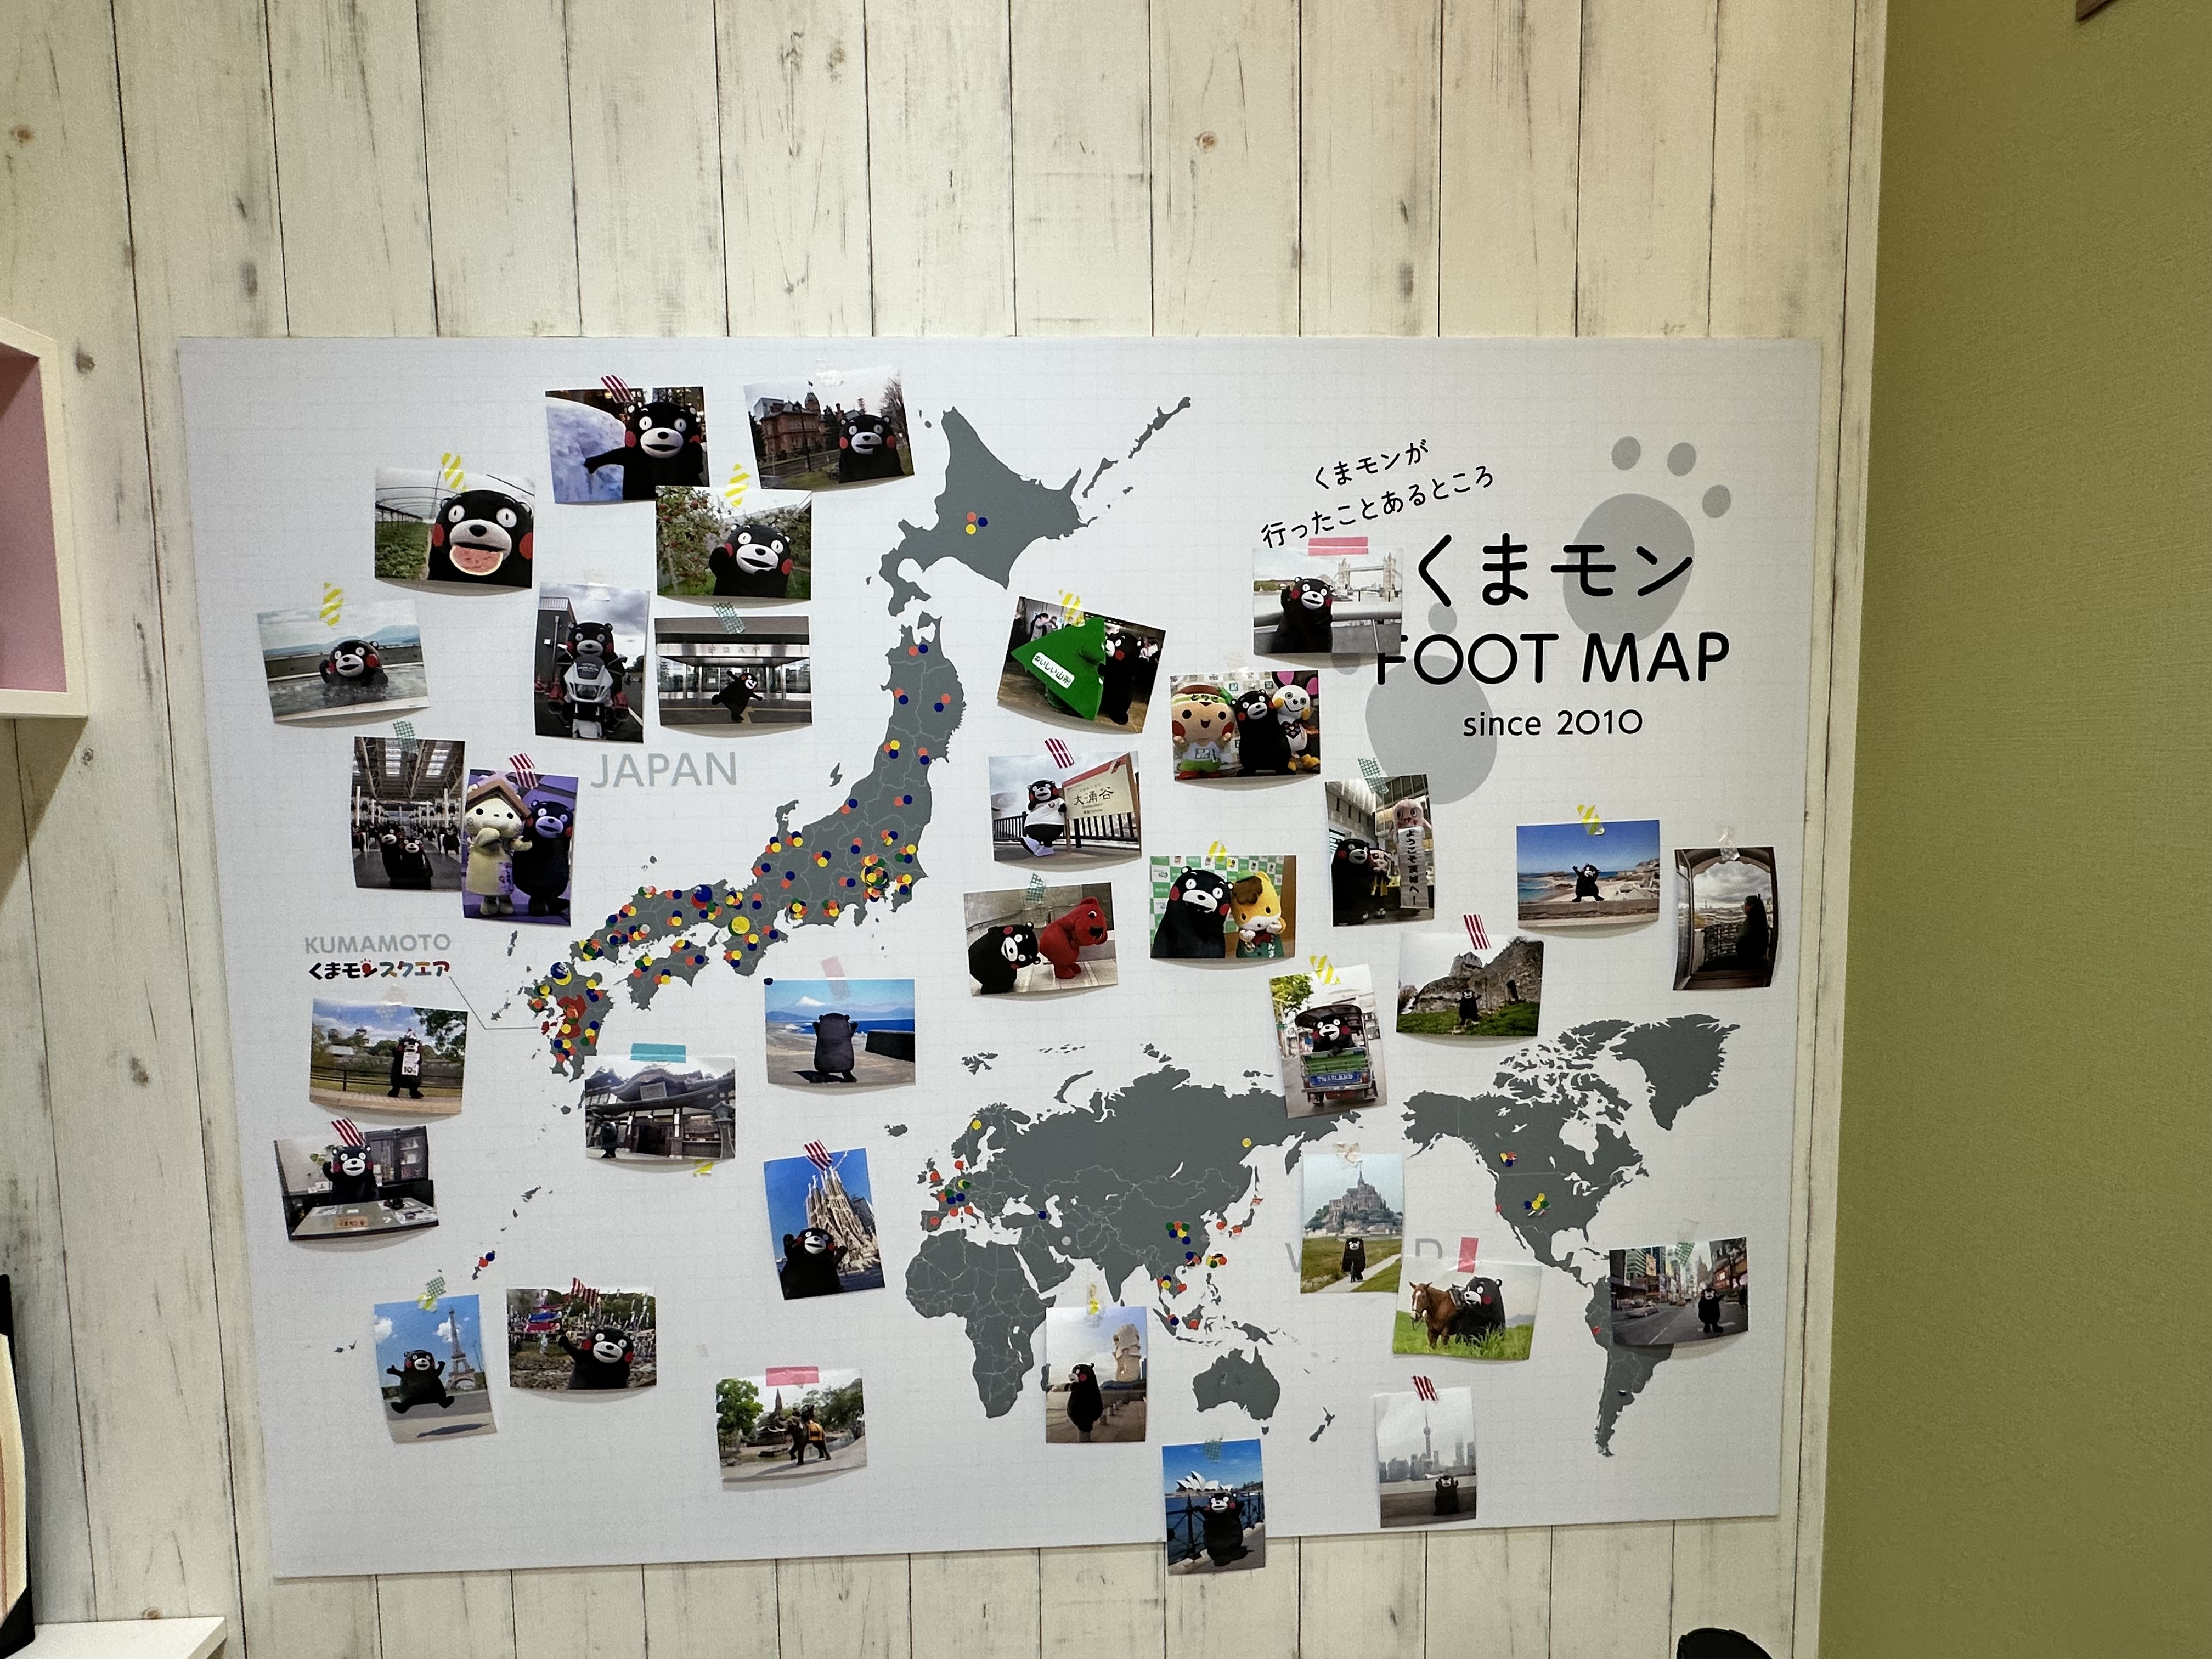 くまモンが
行ったことあるところ
くまモン
FOOT MAP
since 2010
おいしい山形
JAPAN
大涌谷
ようこそ茨城へ!
KUMAMOTO
くまモンスクエア
THAILAND